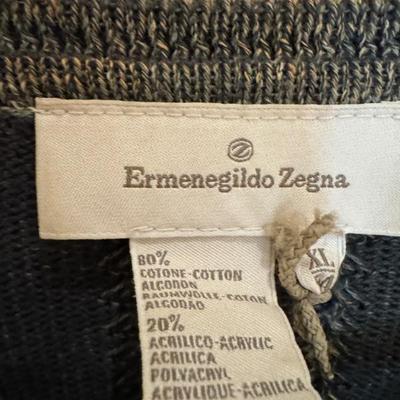 Ermenegildo Zegna
80%
COTONE-COTTON
ALGODON
BAUMWOLLE-COTON
ALGODAO
20%
ACRILICO-ACRYLIC
ACRILICA
POLYACRYL
ACRYLIQUE-ACRILICA
XL